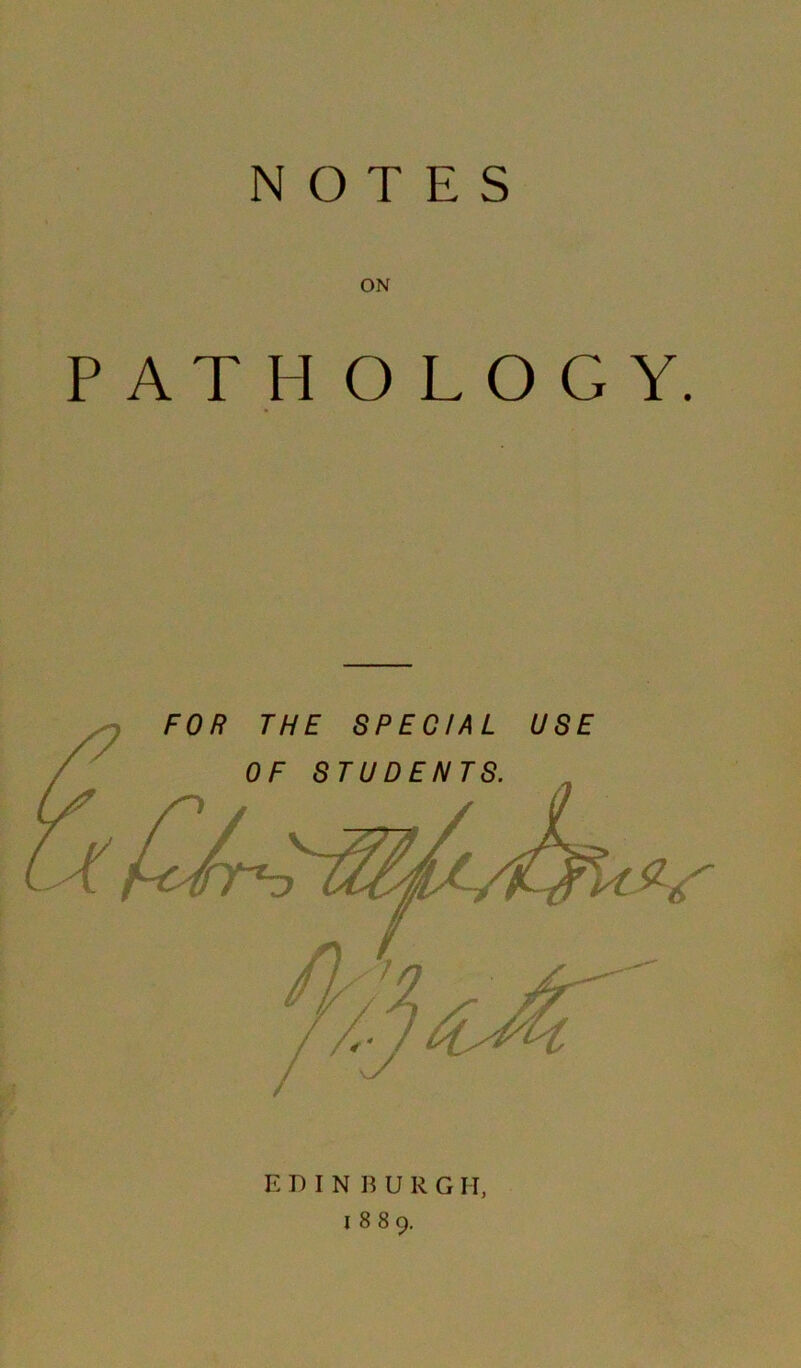 NOTES
ON
PATHOLOGY.
FOR THE SPECIAL USE
OF STUDENTS.
EDINBURGH,
1889.